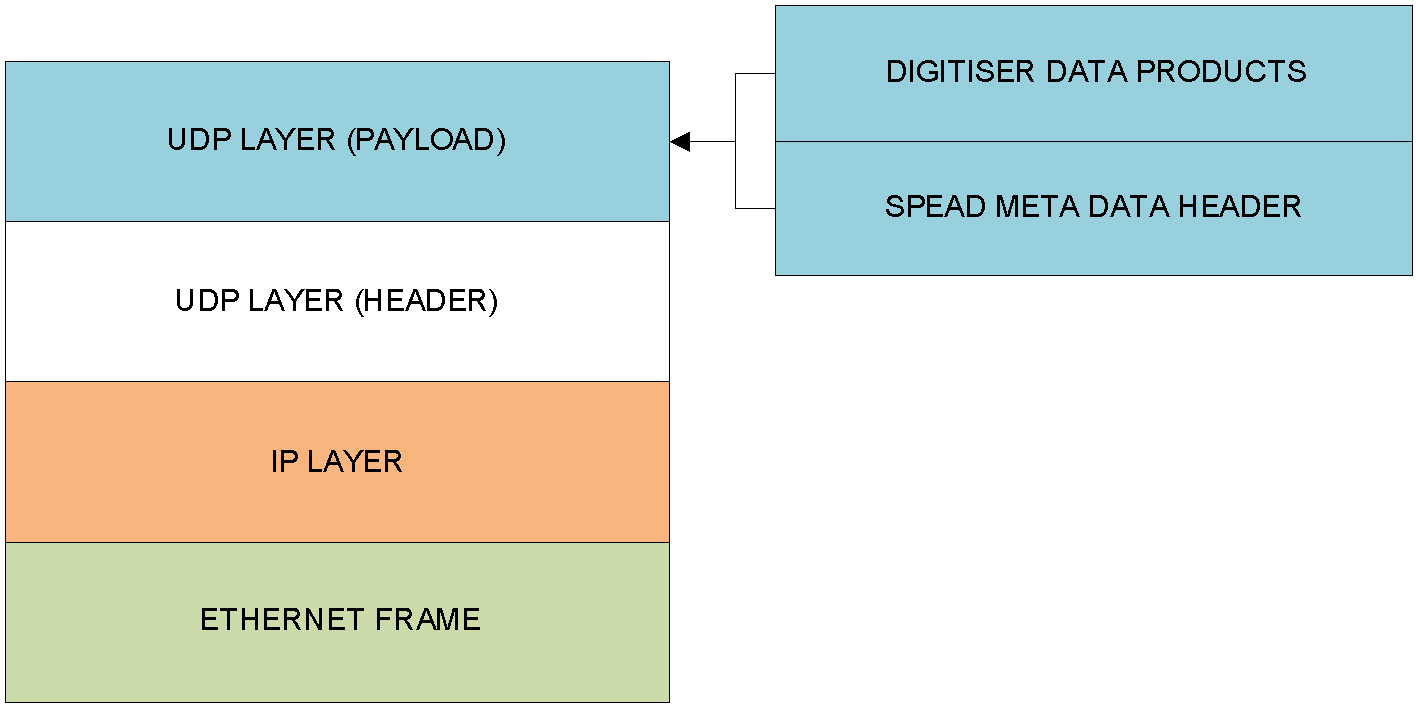 DIGITISER DATA PRODUCTS
UDP LAYER (PAYLOAD)
SPEAD META DATA HEADER
UDP LAYER (HEADER)
IP LAYER
ETHERNET FRAME